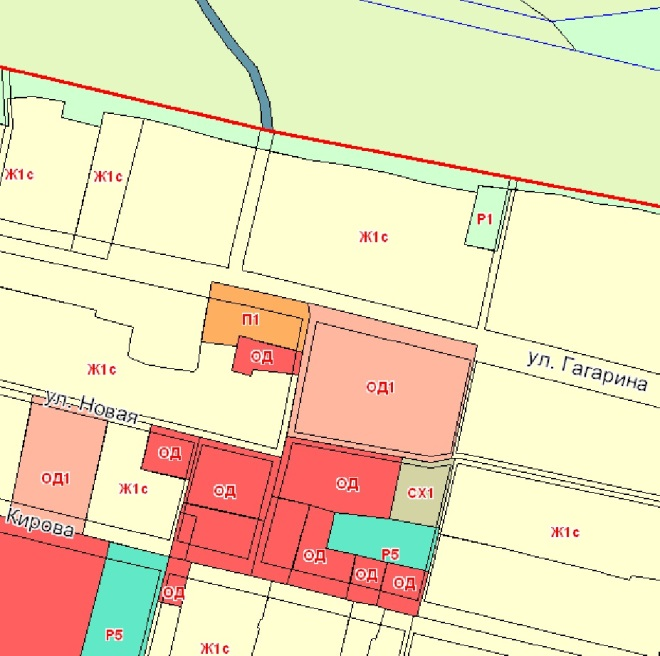 Ж1с
Ж1с
Р1
Ж1с
П1
ОД
ул. Гагарина
Ж1с
ОД1
ул. Новая
ОД
ОД1
Ж1с
ОД
ОД
СХ1
Кирова
Ж1с
ОД
Р5
ОД
ОД
ОД
Р5
Ж1с